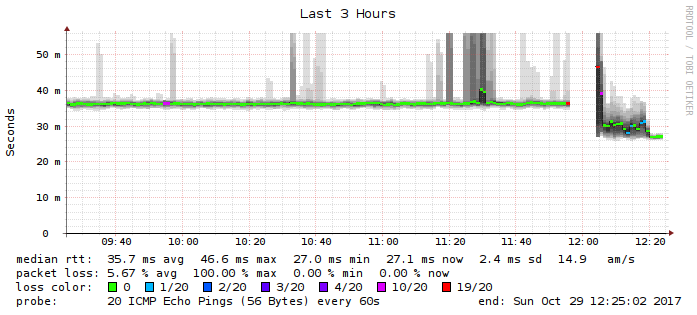 Last 3 Hours
RRDTOOL / TOBI OETIKER
Seconds
50 m
40 m
30 m
20 m
10 m
0
09:40 10:00 10:20 10:40 11:00 11:20 11:40 12:00 12:20
median rtt: 35.7 ms avg 46.6 ms max 27.0 ms min 27.1 ms now 2.4 ms sd 14.9 am/s
packet loss: 5.67 % avg 100.00 % max 0.00 % min 0.00 % now
loss color: 0 1/20 2/20 3/20 4/20 10/20 19/20
probe: 20 ICMP Echo Pings (56 Bytes) every 60s end: Sun Oct 29 12:25:02 2017